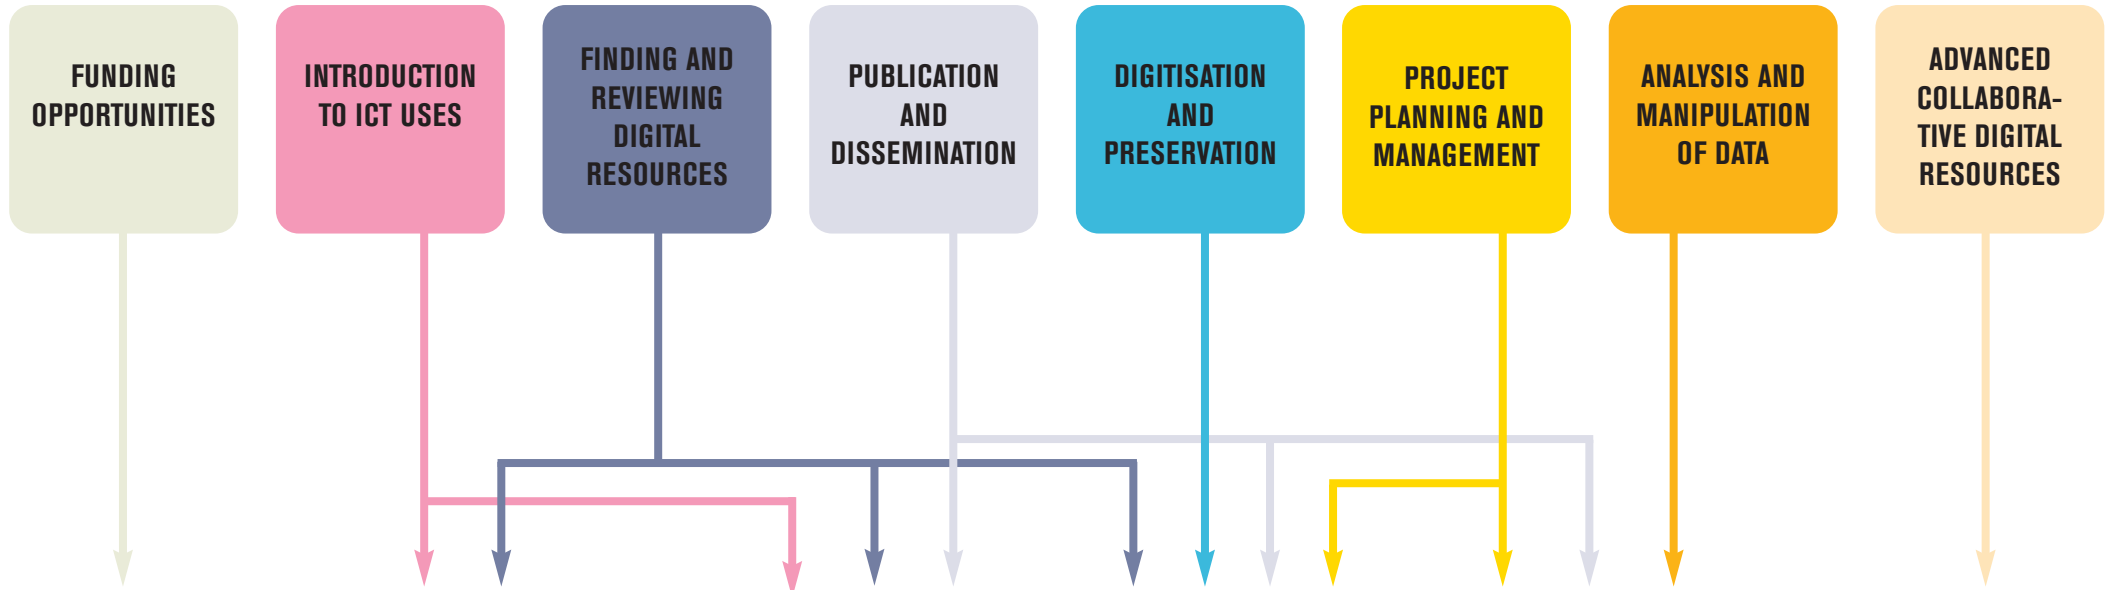 FUNDING
OPPORTUNITIES
INTRODUCTION
TO ICT USES
FINDING AND
REVIEWING
DIGITAL
RESOURCES
PUBLICATION
AND
DISSEMINATION
DIGITISATION
AND
PRESERVATION
PROJECT
PLANNING AND
MANAGEMENT
ANALYSIS AND
MANIPULATION
OF DATA
ADVANCED
COLLABORA-
TIVE DIGITAL
RESOURCES